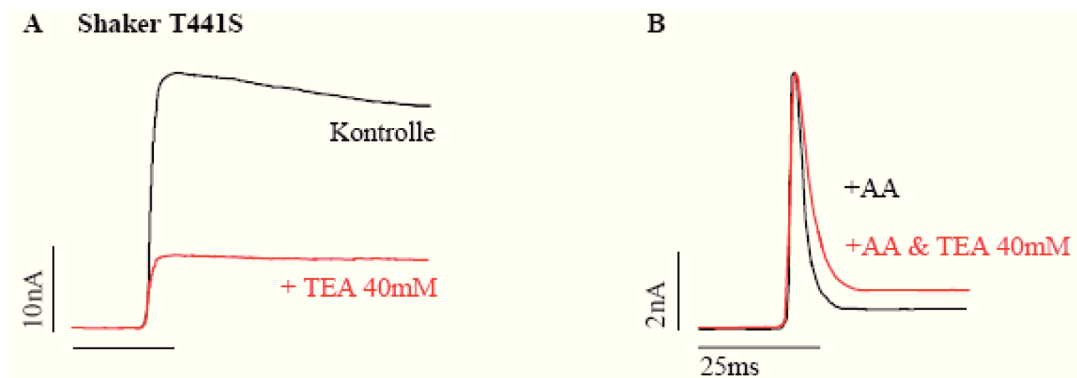 A Shaker T441S
Kontrolle
+ TEA 40mM
10nA
B
+AA
+AA & TEA 40mM
2nA
25ms